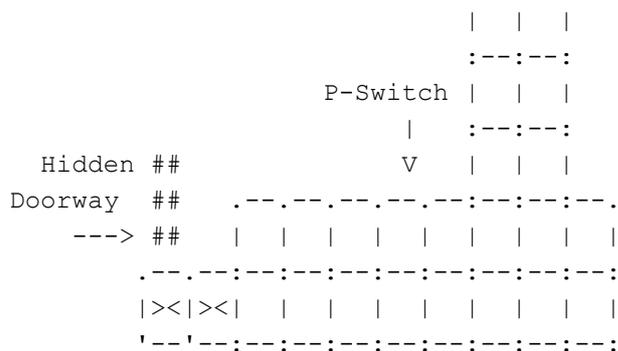 |  |  |
                              :--:--:
                     P-Switch |  |  |
                          |   :--:--:
   Hidden ##              V   |  |  |
 Doorway  ##   .--.--.--.--.--:--:--:--.
     ---> ##   |  |  |  |  |  |  |  |  |
         .--.--:--:--:--:--:--:--:--:--:
         |><|><|  |  |  |  |  |  |  |  |
         '--'--:--:--:--:--:--:--:--:--: